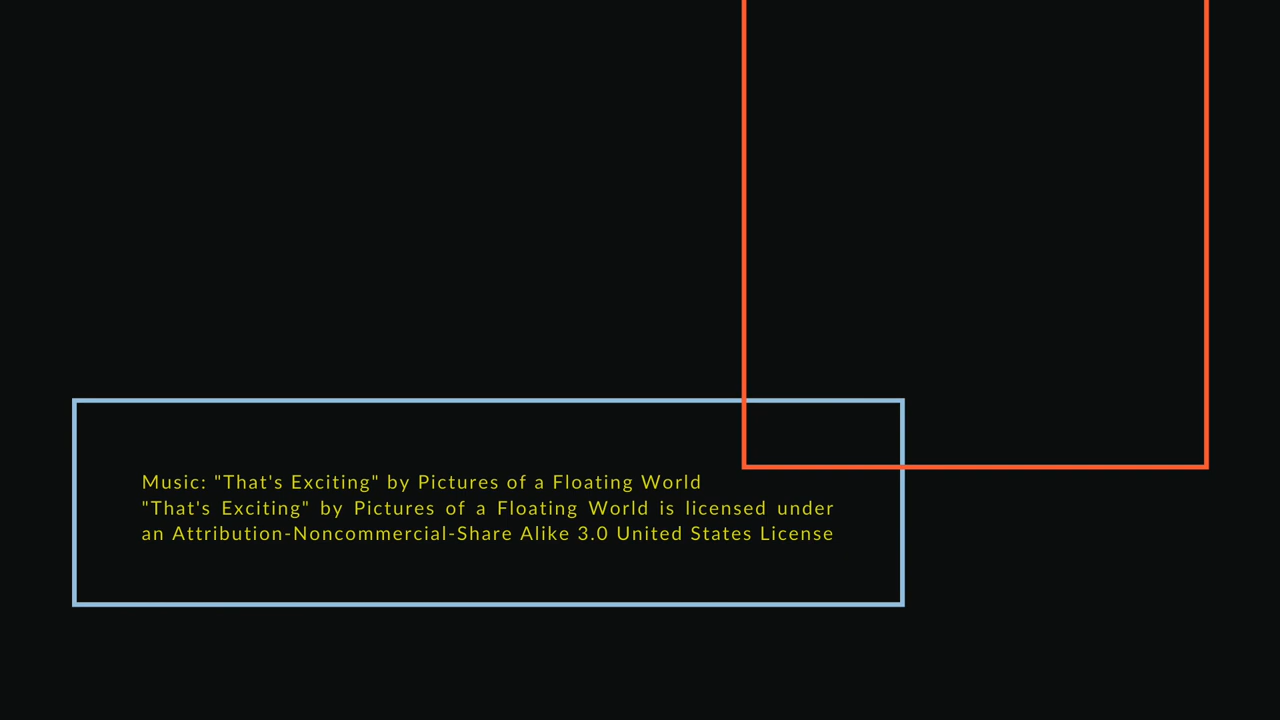 Music: "That's Exciting" by Pictures of a Floating World
"That's Exciting" by Pictures of a Floating World is licensed under
an Attribution-Noncommercial-Share Alike 3.0 United States License